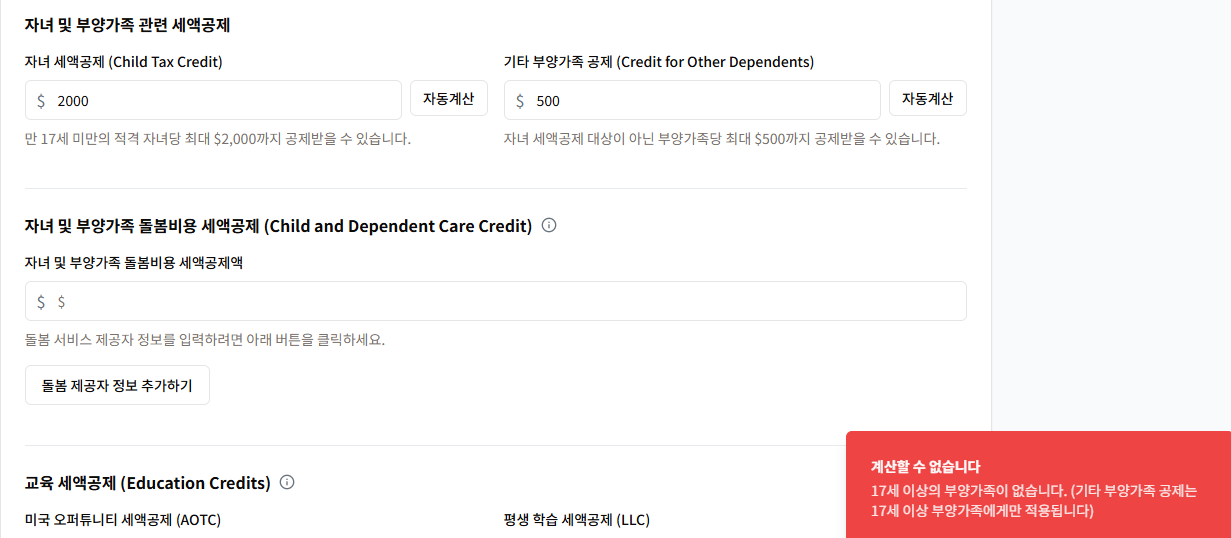 자녀 및 부양가족 관련 세액공제
자녀 세액공제 (Child Tax Credit)
기타 부양가족 공제 (Credit for Other Dependents)
$ 2000
자동계산
$ 500
자동계산
만 17세 미만의 적격 자녀당 최대 $2,000까지 공제받을 수 있습니다.
자녀 세액공제 대상이 아닌 부양가족당 최대 $500까지 공제받을 수 있습니다.
자녀 및 부양가족 돌봄비용 세액공제 (Child and Dependent Care Credit)
자녀 및 부양가족 돌봄비용 세액공제액
$ $
돌봄 서비스 제공자 정보를 입력하려면 아래 버튼을 클릭하세요.
돌봄 제공자 정보 추가하기
교육 세액공제 (Education Credits)
미국 오퍼튜니티 세액공제 (AOTC)
평생 학습 세액공제 (LLC)
계산할 수 없습니다
17세 이상의 부양가족이 없습니다. (기타 부양가족 공제는
17세 이상 부양가족에게만 적용됩니다)